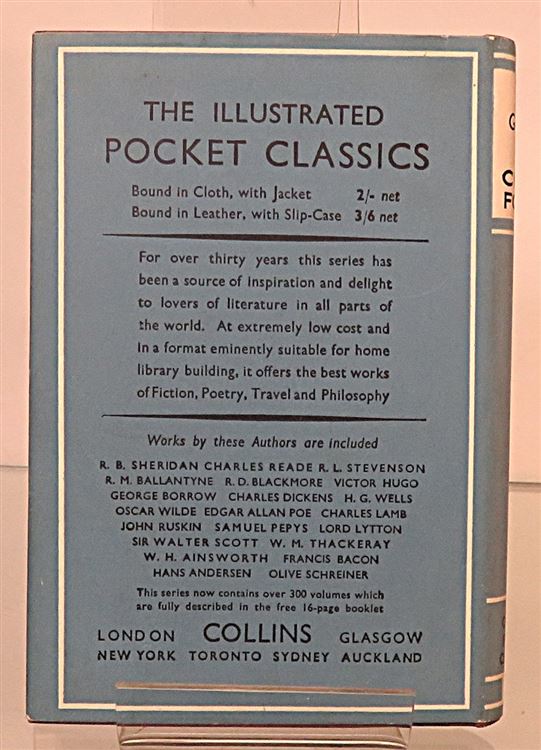 THE ILLUSTRATED
POCKET CLASSICS
Bound in Cloth, with Jacket 2/- net
Bound in Leather, with Slip-Case 3/6 net
For over thirty years this series has
been a source of inspiration and delight
to lovers of literature in all parts of
the world. At extremely low cost and
in a format eminently suitable for home
library building, it offers the best works
of Fiction, Poetry, Travel and Philosophy
Works by these Authors are included
R. B. SHERIDAN CHARLES READE R. L. STEVENSON
R. M. BALLANTYNE R. D. BLACKMORE VICTOR HUGO
GEORGE BORROW CHARLES DICKENS H. G. WELLS
OSCAR WILDE EDGAR ALLAN POE CHARLES LAMB
JOHN RUSKIN SAMUEL PEPYS LORD LYTTON
SIR WALTER SCOTT W. M. THACKERAY
W. H. AINSWORTH FRANCIS BACON
HANS ANDERSEN OLIVE SCHREINER
This series now contains over 300 volumes which
are fully described in the free 16-page booklet
LONDON COLLINS GLASGOW
NEW YORK TORONTO SYDNEY AUCKLAND